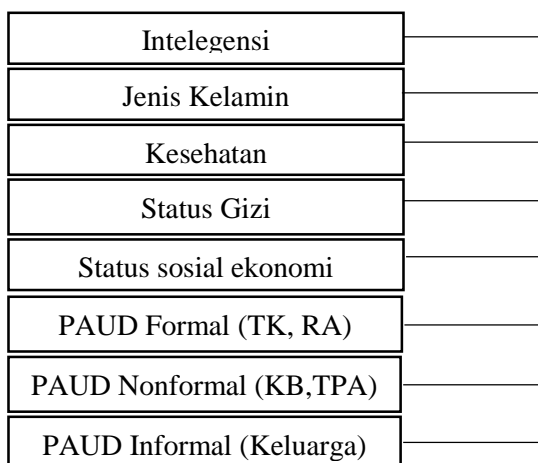 Intelegensi
Jenis Kelamin
Kesehatan
Status Gizi
Status sosial ekonomi
PAUD Formal (TK, RA)
PAUD Nonformal (KB,TPA)
PAUD Informal (Keluarga)